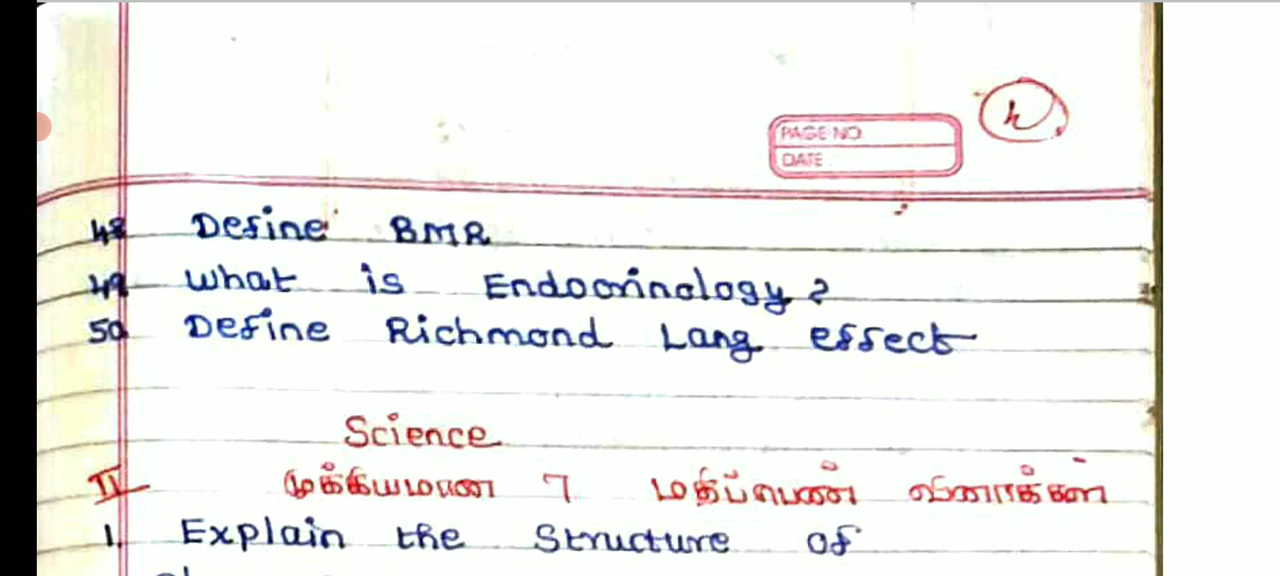 h
PAGE NO.
DATE
48 Define BMR
49 What is Endocrinology?
50 Define Richmond Lang effect
Science
II முக்கியமான 7 மதிப்பெண் வினாக்கள்
1. Explain the Structure of